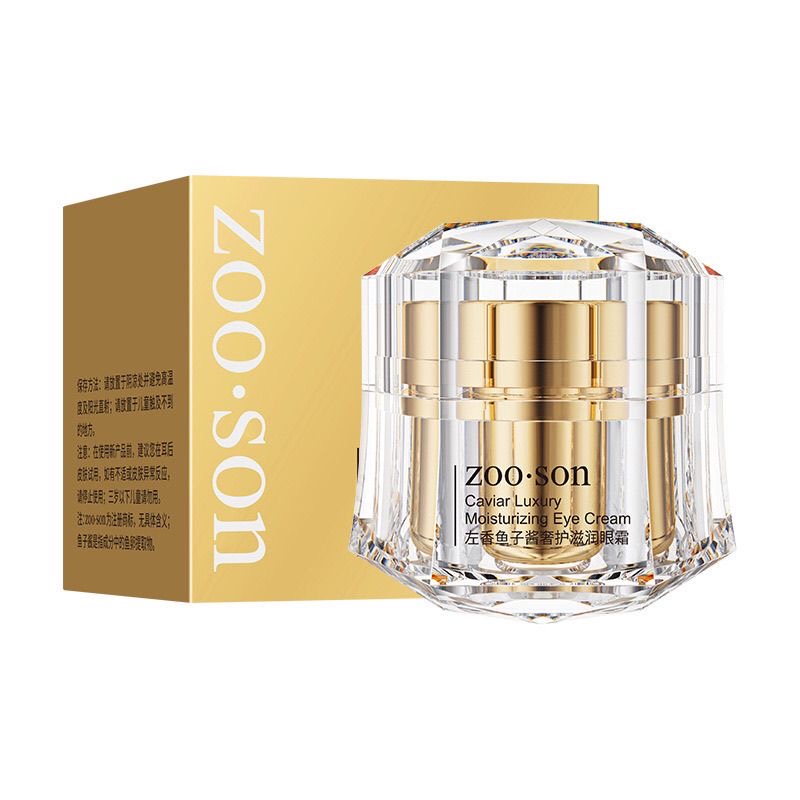 zoo·son
保存方法：请放置于阴凉处并避免高温
度及阳光直射；请放置于儿童触及不到
的地方。
注意：在使用新产品前，建议您在耳后
皮肤试用，如有不适或皮肤异常反应，
请停止使用；三岁以下儿童请勿用。
注：zoo·son为注册商标，无具体含义；
鱼子酱是指成分中的鱼卵提取物。
zoo·son
Caviar Luxury
Moisturizing Eye Cream
左香鱼子酱奢护滋润眼霜